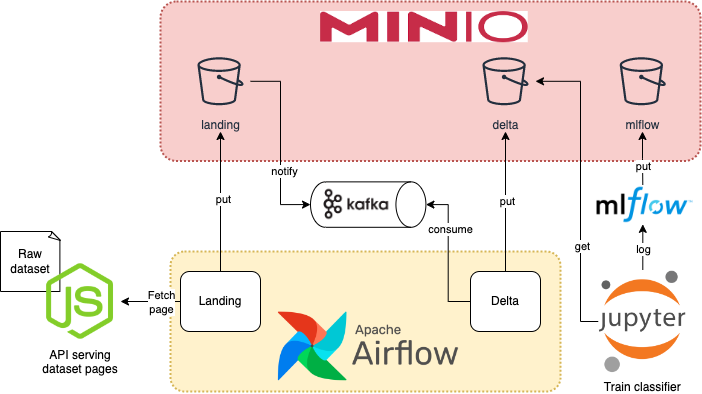 MINIO
landing
delta
mlflow
notify
put
put
put
kafka
mlflow
consume
get
log
Raw
dataset
JS
Fetch
page
Landing
Delta
Apache
Airflow
jupyter
API serving
dataset pages
Train classifier